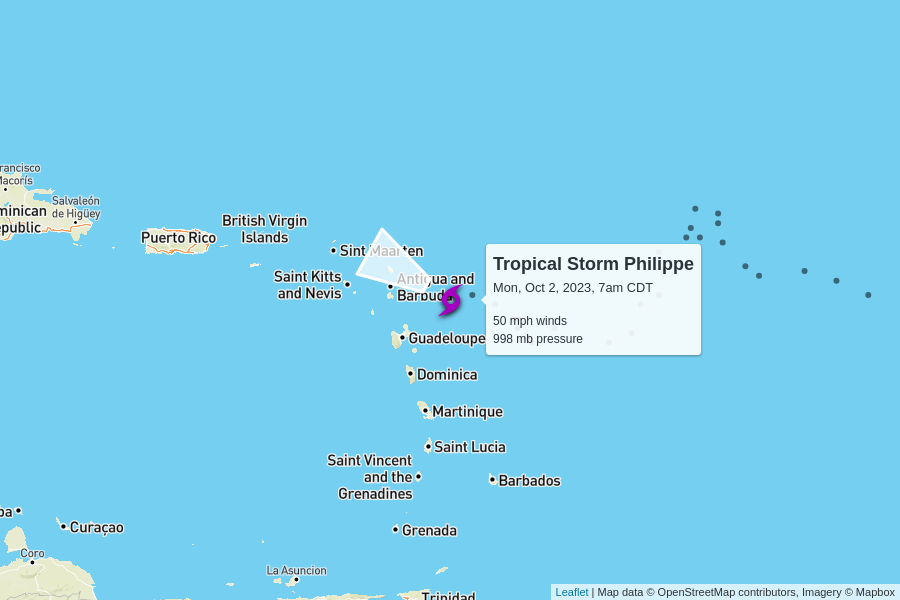 rancisco
Macorís
Salvaleón
de Higüey
minican
epublic
Puerto Rico
British Virgin
Islands
Sint Maarten
Saint Kitts
and Nevis
Antigua and
Barbuda
Tropical Storm Philippe
Mon, Oct 2, 2023, 7am CDT
50 mph winds
998 mb pressure
Guadeloupe
Dominica
Martinique
Saint Lucia
Saint Vincent
and the
Grenadines
Barbados
ba
Curaçao
Grenada
Coro
La Asuncion
Trinidad
Leaflet | Map data © OpenStreetMap contributors, Imagery © Mapbox